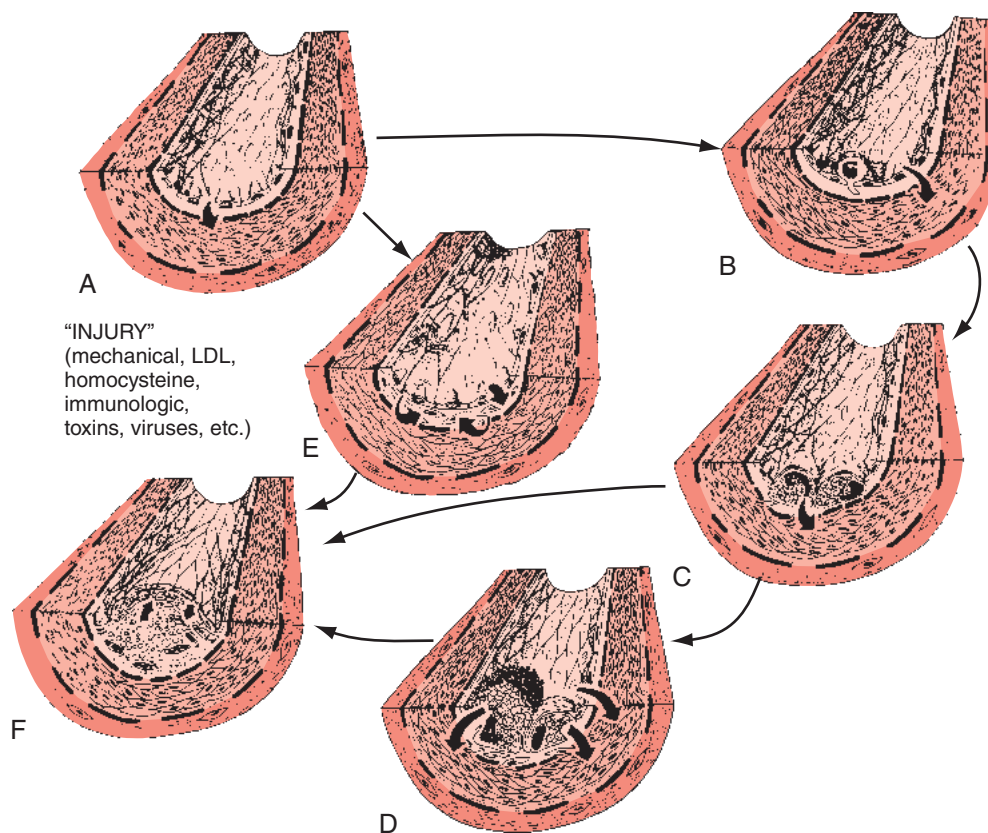 A
B
“INJURY”
(mechanical, LDL,
homocysteine,
immunologic,
toxins, viruses, etc.)
E
C
F
D